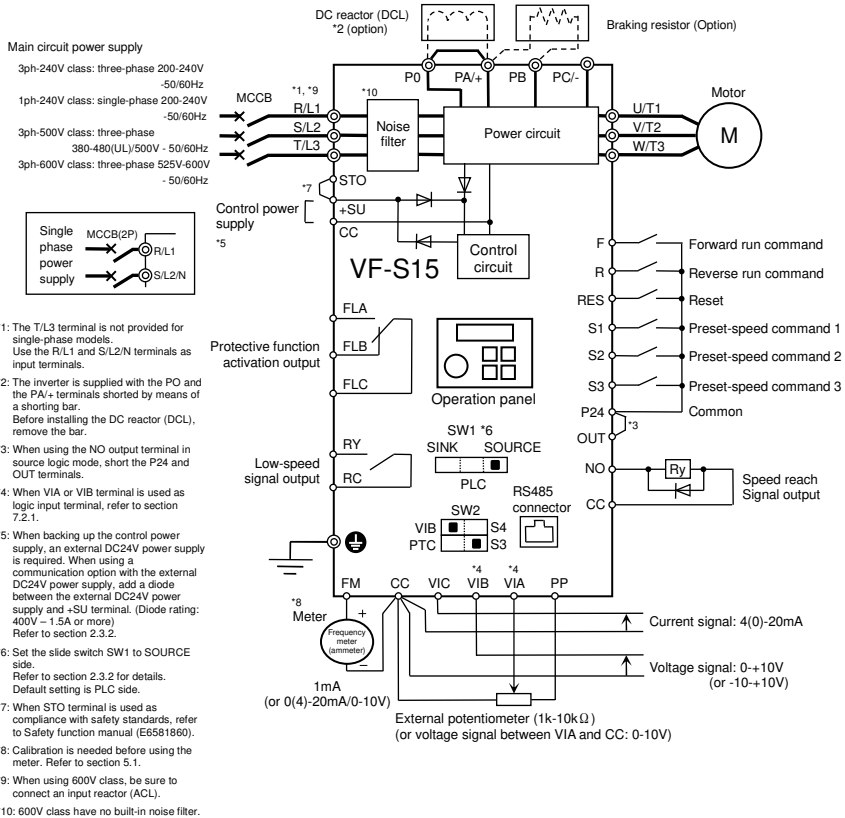 DC reactor (DCL)
*2 (option)
Braking resistor (Option)
Main circuit power supply
3ph-240V class: three-phase 200-240V
-50/60Hz
1ph-240V class: single-phase 200-240V
-50/60Hz
3ph-500V class: three-phase
380-480(UL)/500V - 50/60Hz
3ph-600V class: three-phase 525V-600V
- 50/60Hz
MCCB
*1, *9
R/L1
S/L2
T/L3
*10
Noise
filter
P0
PA/+
PB
PC/-
Power circuit
U/T1
V/T2
W/T3
Motor
M
*7
STO
Control power
supply
*5
+SU
CC
Control
circuit
VF-S15
Single
phase
power
supply
MCCB(2P)
R/L1
S/L2/N
F
Forward run command
R
Reverse run command
RES
Reset
S1
Preset-speed command 1
S2
Preset-speed command 2
S3
Preset-speed command 3
P24
Common
*3
OUT
NO
Ry
CC
Speed reach
Signal output
FLA
FLB
FLC
Protective function
activation output
Operation panel
RY
RC
Low-speed
signal output
SW1 *6
SINK
SOURCE
PLC
SW2
VIB
S4
PTC
S3
RS485
connector
FM
CC
VIC
*4
VIB
*4
VIA
PP
*8
Meter
+
Frequency
meter
(ammeter)
−
1mA
(or 0(4)-20mA/0-10V)
Current signal: 4(0)-20mA
Voltage signal: 0-+10V
(or -10-+10V)
External potentiometer (1k-10kΩ)
(or voltage signal between VIA and CC: 0-10V)
1: The T/L3 terminal is not provided for
single-phase models.
Use the R/L1 and S/L2/N terminals as
input terminals.
2: The inverter is supplied with the PO and
the PA/+ terminals shorted by means of
a shorting bar.
Before installing the DC reactor (DCL),
remove the bar.
3: When using the NO output terminal in
source logic mode, short the P24 and
OUT terminals.
4: When VIA or VIB terminal is used as
logic input terminal, refer to section
7.2.1.
5: When backing up the control power
supply, an external DC24V power supply
is required. When using a
communication option with the external
DC24V power supply, add a diode
between the external DC24V power
supply and +SU terminal. (Diode rating:
400V – 1.5A or more)
Refer to section 2.3.2.
6: Set the slide switch SW1 to SOURCE
side.
Refer to section 2.3.2 for details.
Default setting is PLC side.
7: When STO terminal is used as
compliance with safety standards, refer
to Safety function manual (E6581860).
8: Calibration is needed before using the
meter. Refer to section 5.1.
9: When using 600V class, be sure to
connect an input reactor (ACL).
10: 600V class have no built-in noise filter.